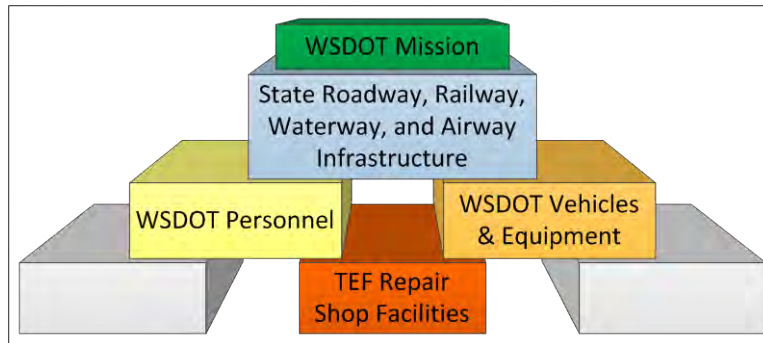 WSDOT Mission
State Roadway, Railway,
Waterway, and Airway
Infrastructure
WSDOT Personnel
WSDOT Vehicles
& Equipment
TEF Repair
Shop Facilities